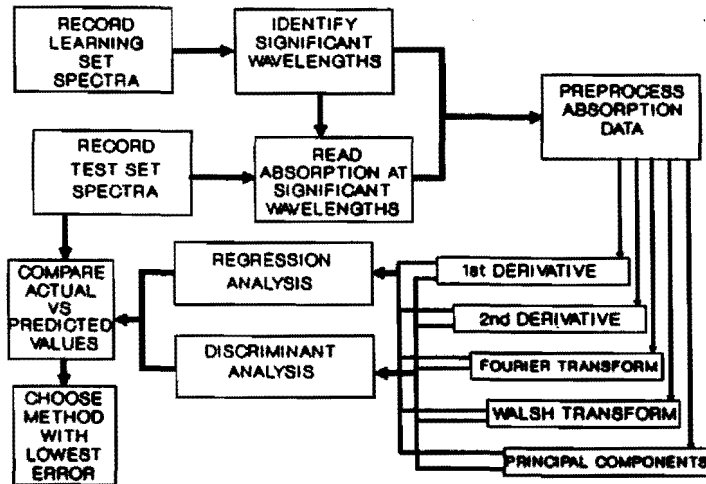 RECORD
LEARNING
SET
SPECTRA
IDENTIFY
SIGNIFICANT
WAVELENGTHS
PREPROCESS
ABSORPTION
DATA
RECORD
TEST SET
SPECTRA
READ
ABSORPTION AT
SIGNIFICANT
WAVELENGTHS
COMPARE
ACTUAL
VS
PREDICTED
VALUES
REGRESSION
ANALYSIS
1st DERIVATIVE
2nd DERIVATIVE
DISCRIMINANT
ANALYSIS
FOURIER TRANSFORM
CHOOSE
METHOD
WITH
LOWEST
ERROR
WALSH TRANSFORM
PRINCIPAL COMPONENTS